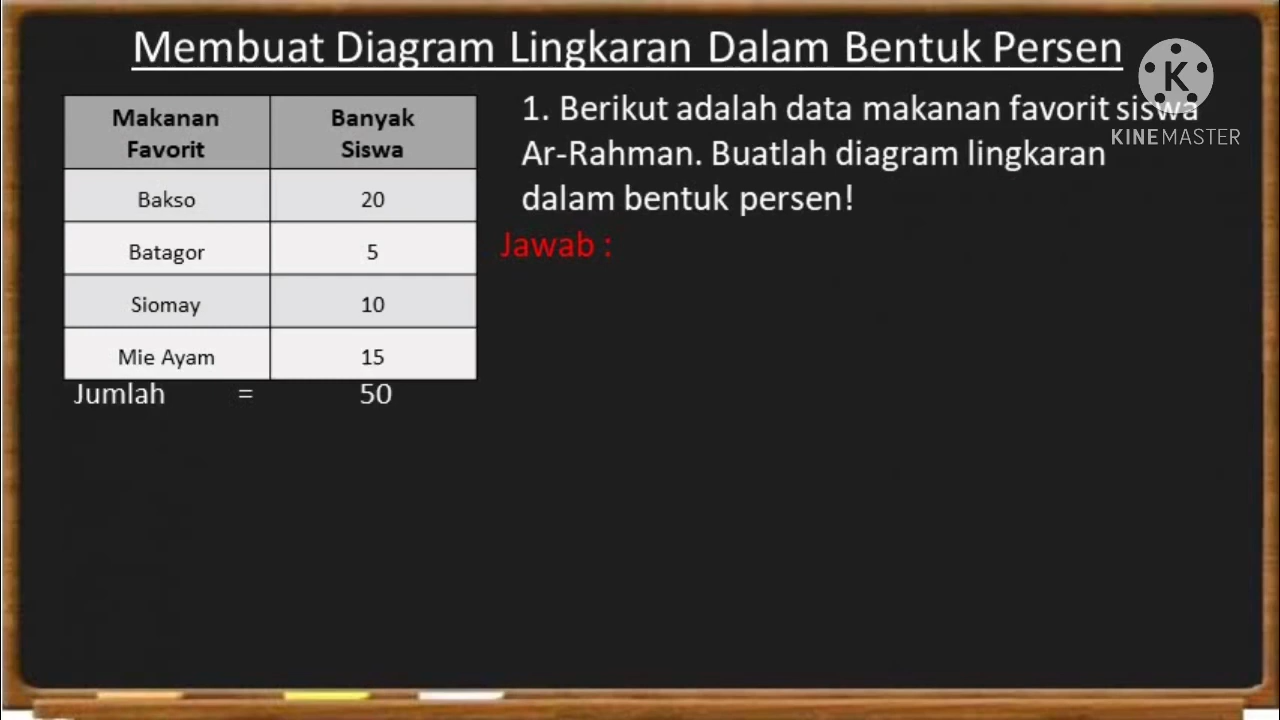 Membuat Diagram Lingkaran Dalam Bentuk Persen
Makanan Favorit
Banyak Siswa
Bakso 20
Batagor 5
Siomay 10
Mie Ayam 15
Jumlah = 50
1. Berikut adalah data makanan favorit siswa
Ar-Rahman. Buatlah diagram lingkaran
dalam bentuk persen!
Jawab :
K
KINEMASTER